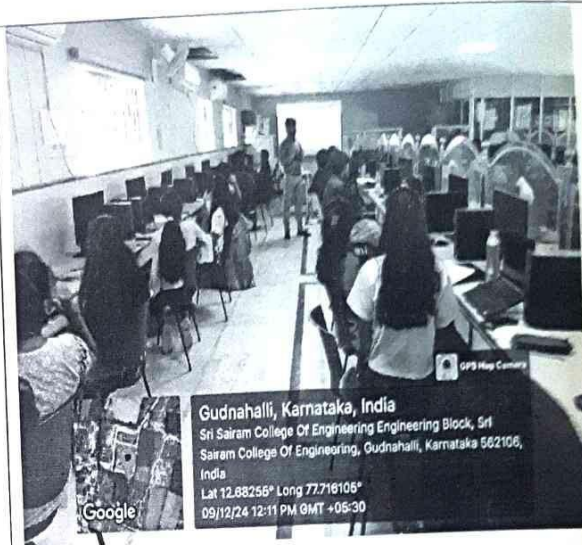 GPS Map Camera
Gudnahalli, Karnataka, India
Sri Sairam College Of Engineering Engineering Block, Sri
Sairam College Of Engineering, Gudnahalli, Karnataka 562106,
India
Lat 12.68255° Long 77.716105°
09/12/24 12:11 PM GMT +05:30
Google